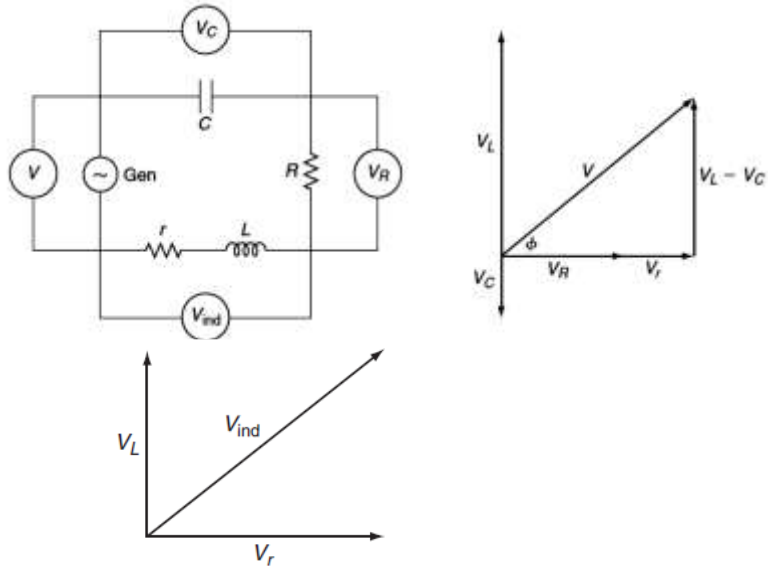 V_C
C
V
~
Gen
R
V_R
r
L
V_ind
V_L
V
V_L – V_C
ϕ
V_C
V_R
V_r
V_L
V_ind
V_r